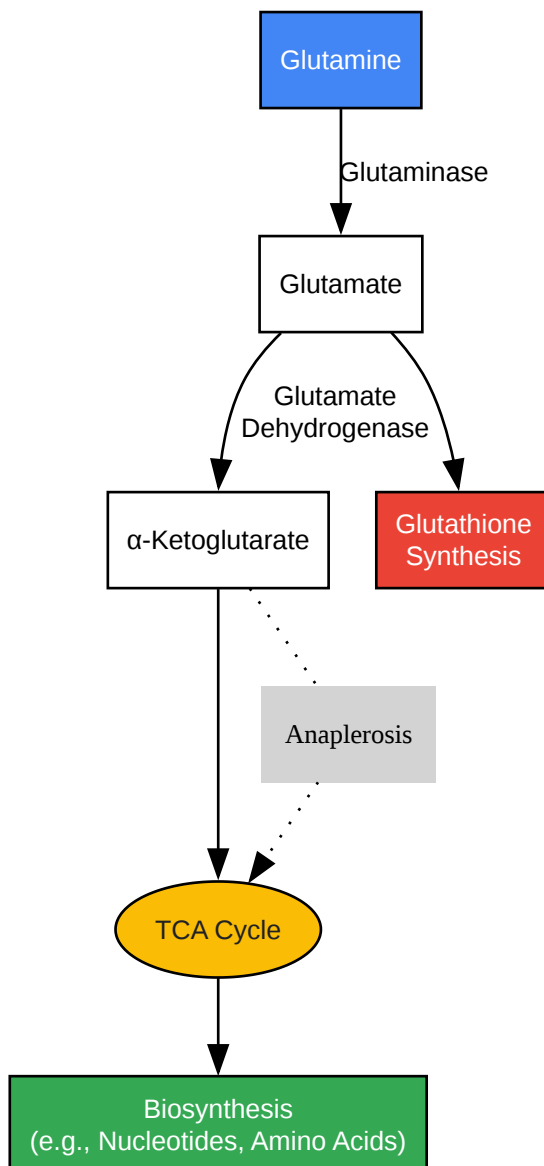 Glutamine
Glutaminase
Glutamate
Glutamate
Dehydrogenase
α-Ketoglutarate
Glutathione
Synthesis
Anaplerosis
TCA Cycle
Biosynthesis
(e.g., Nucleotides, Amino Acids)